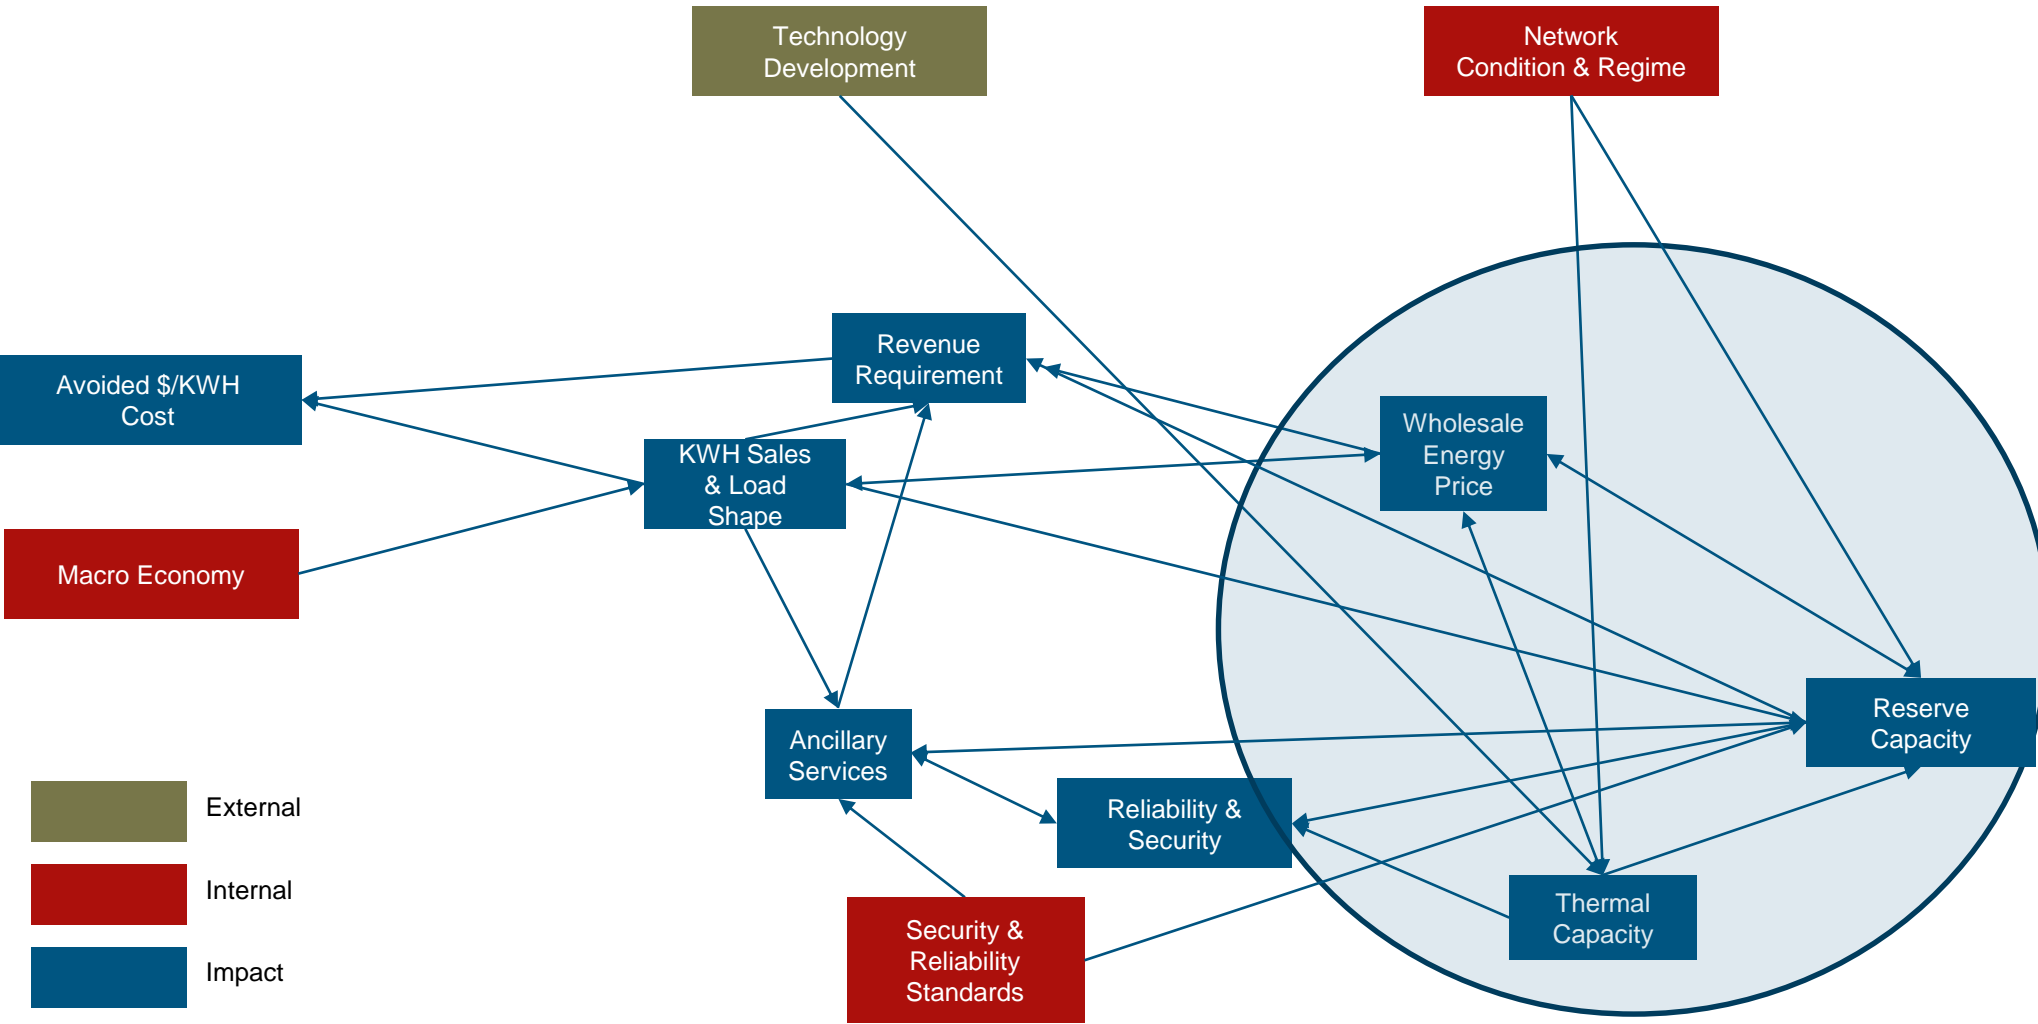 Technology
Development
Network
Condition & Regime
Revenue
Requirement
Avoided $/KWH
Cost
Wholesale
Energy
Price
KWH Sales
& Load
Shape
Macro Economy
Reserve
Capacity
Ancillary
Services
Reliability &
Security
Thermal
Capacity
Security &
Reliability
Standards
External
Internal
Impact